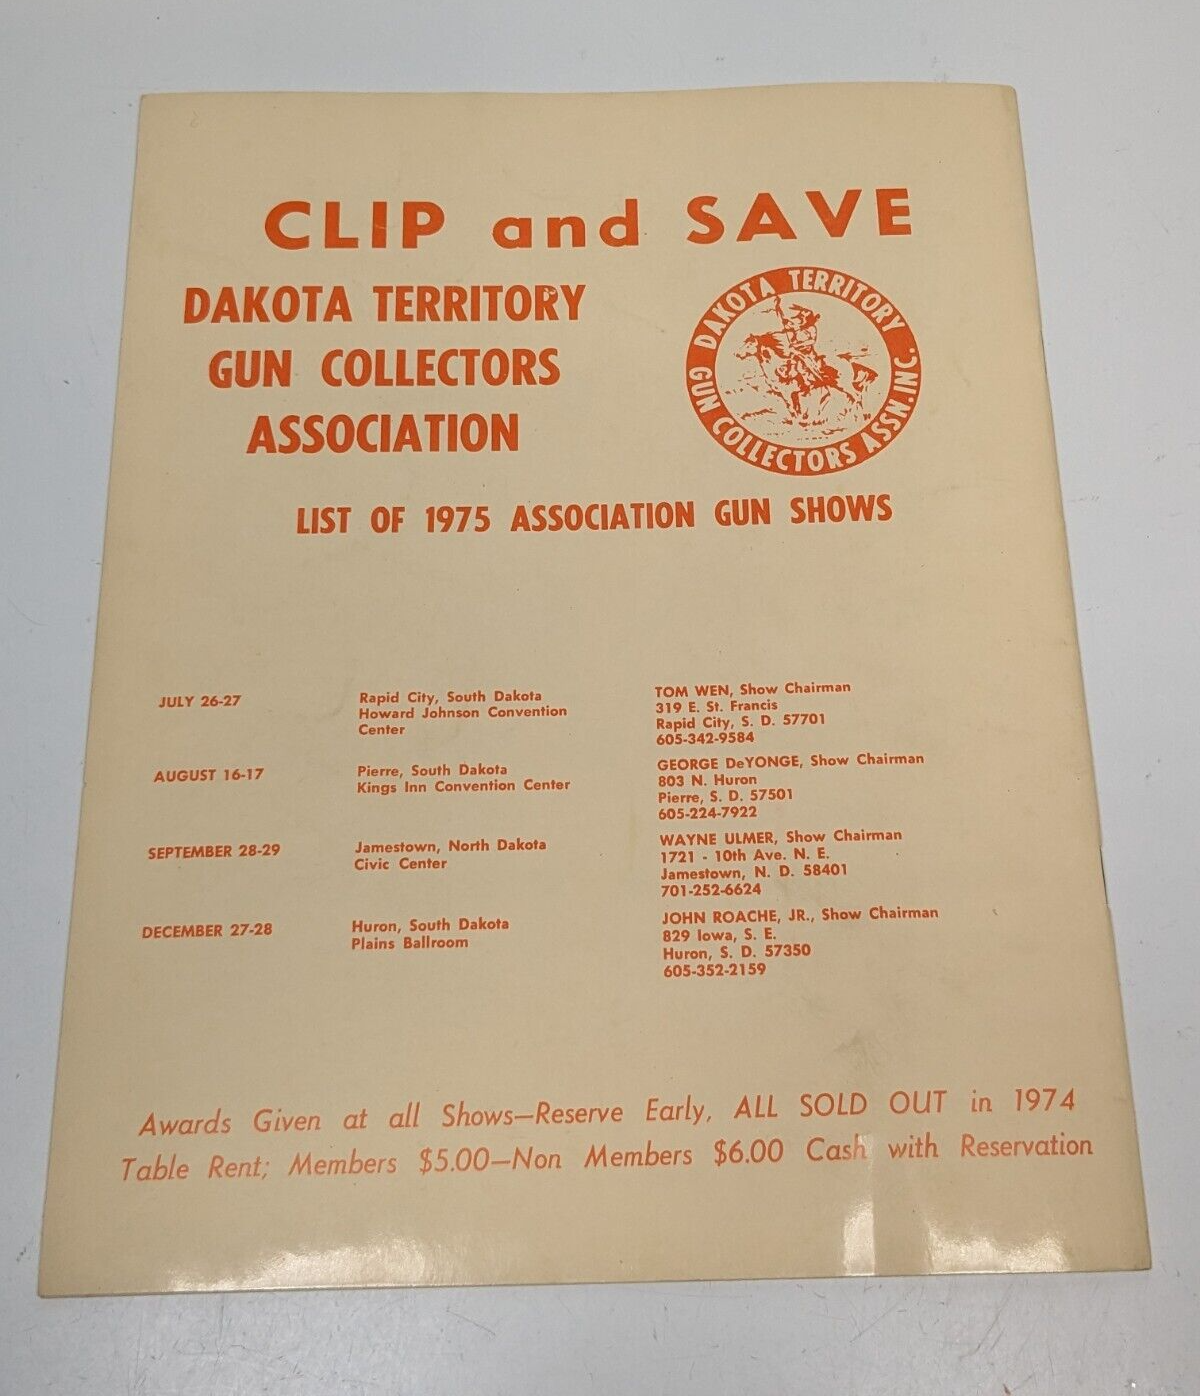 CLIP and SAVE
DAKOTA TERRITORY
GUN COLLECTORS
ASSOCIATION
DAKOTA TERRITORY
GUN COLLECTORS ASSN. INC.
LIST OF 1975 ASSOCIATION GUN SHOWS
JULY 26-27
Rapid City, South Dakota
Howard Johnson Convention
Center
TOM WEN, Show Chairman
319 E. St. Francis
Rapid City, S. D. 57701
605-342-9584
AUGUST 16-17
Pierre, South Dakota
Kings Inn Convention Center
GEORGE DeYONGE, Show Chairman
803 N. Huron
Pierre, S. D. 57501
605-224-7922
SEPTEMBER 28-29
Jamestown, North Dakota
Civic Center
WAYNE ULMER, Show Chairman
1721 - 10th Ave. N. E.
Jamestown, N. D. 58401
701-252-6624
DECEMBER 27-28
Huron, South Dakota
Plains Ballroom
JOHN ROACHE, JR., Show Chairman
829 Iowa, S. E.
Huron, S. D. 57350
605-352-2159
Awards Given at all Shows—Reserve Early, ALL SOLD OUT in 1974
Table Rent; Members $5.00—Non Members $6.00 Cash with Reservation